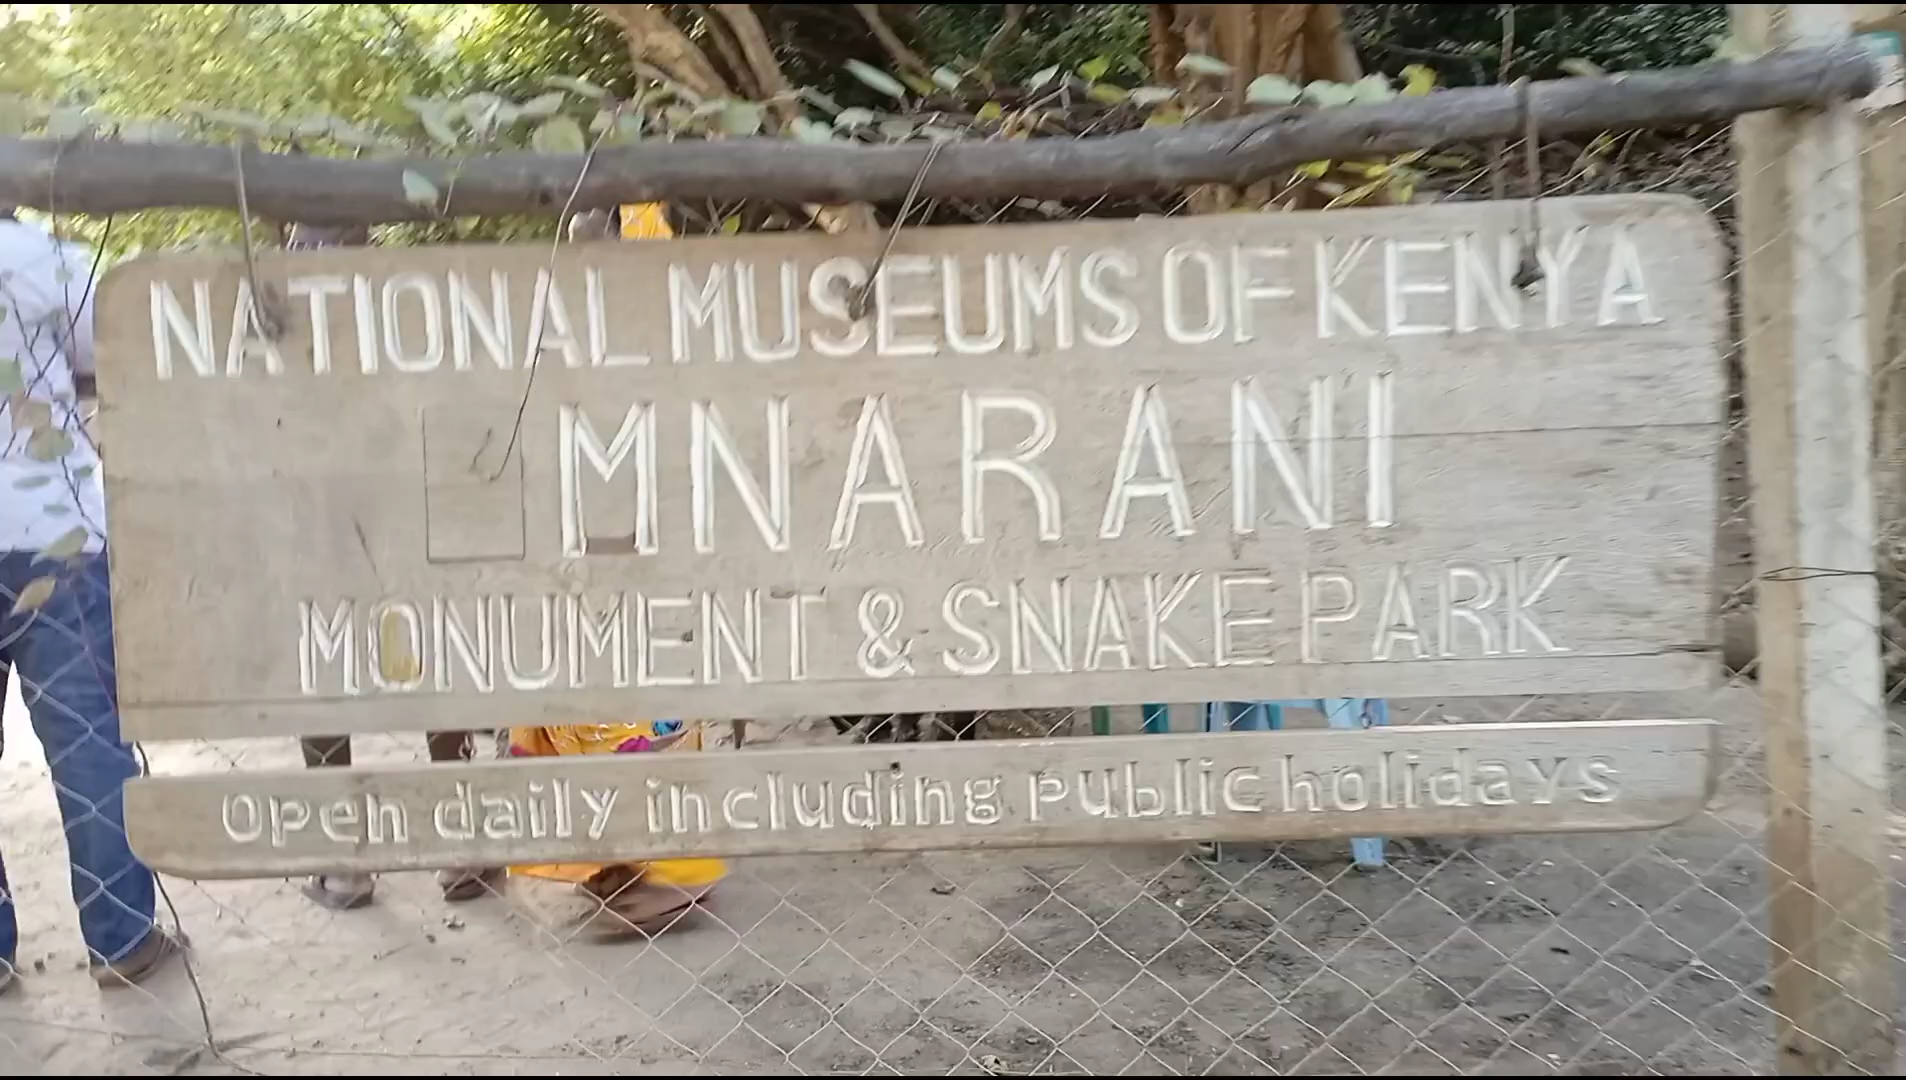 NATIONAL MUSEUMS OF KENYA
MNARANI
MONUMENT & SNAKE PARK
Open daily including public holidays